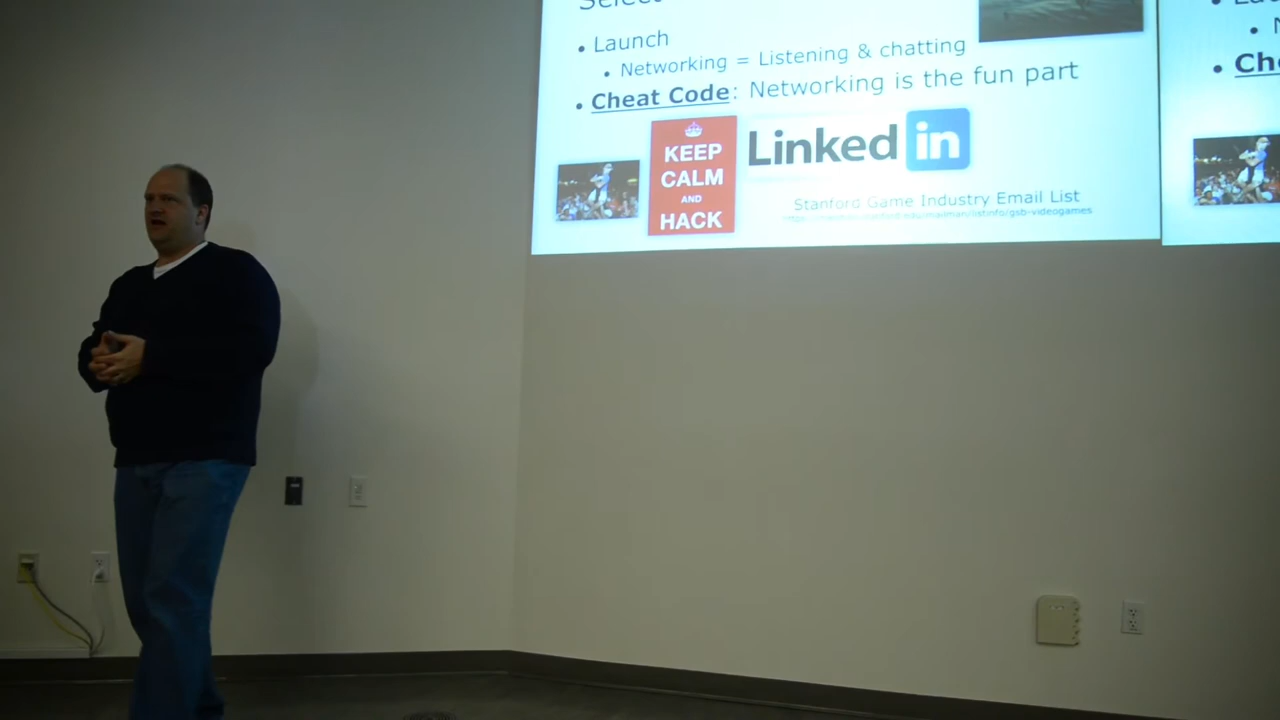 Select
• Launch
• Networking = Listening & chatting
• Cheat Code: Networking is the fun part
KEEP
CALM
AND
HACK
Linked in
Stanford Game Industry Email List